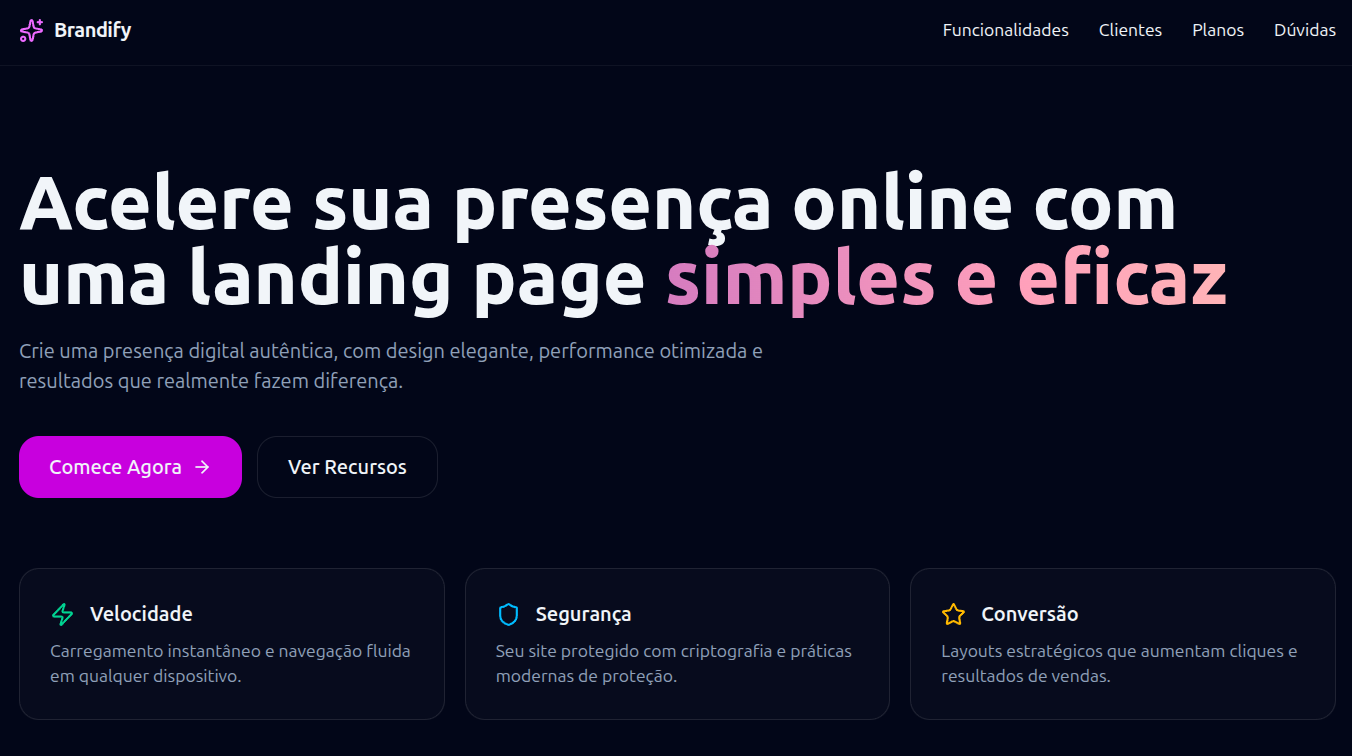 Brandify
Funcionalidades
Clientes
Planos
Dúvidas
Acelere sua presença online com
uma landing page simples e eficaz
Crie uma presença digital autêntica, com design elegante, performance otimizada e
resultados que realmente fazem diferença.
Comece Agora →
Ver Recursos
Velocidade
Carregamento instantâneo e navegação fluida
em qualquer dispositivo.
Segurança
Seu site protegido com criptografia e práticas
modernas de proteção.
Conversão
Layouts estratégicos que aumentam cliques e
resultados de vendas.